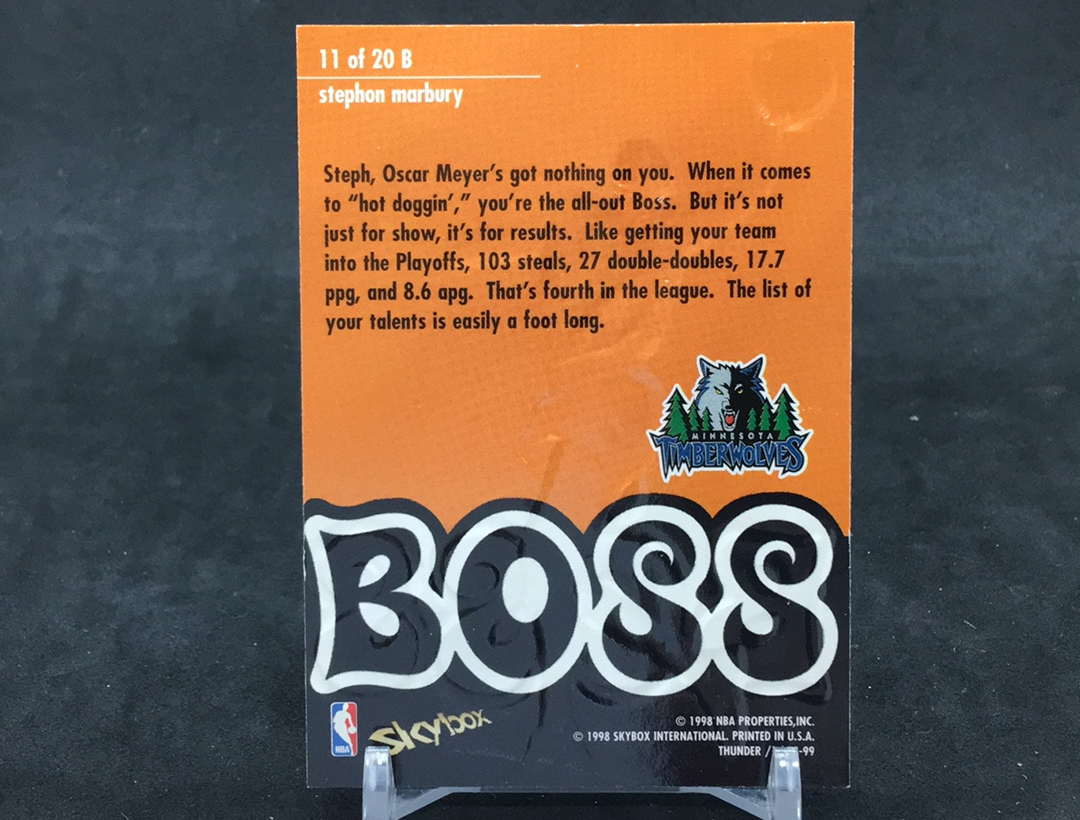 11 of 20 B
stephon marbury
Steph, Oscar Meyer's got nothing on you. When it comes
to "hot doggin'," you're the all-out Boss. But it's not
just for show, it's for results. Like getting your team
into the Playoffs, 103 steals, 27 double-doubles, 17.7
ppg, and 8.6 apg. That's fourth in the league. The list of
your talents is easily a foot long.
MINNESOTA
TIMBERWOLVES
BOSS
NBA
skybox
© 1998 NBA PROPERTIES,INC.
© 1998 SKYBOX INTERNATIONAL. PRINTED IN U.S.A.
THUNDER / -99